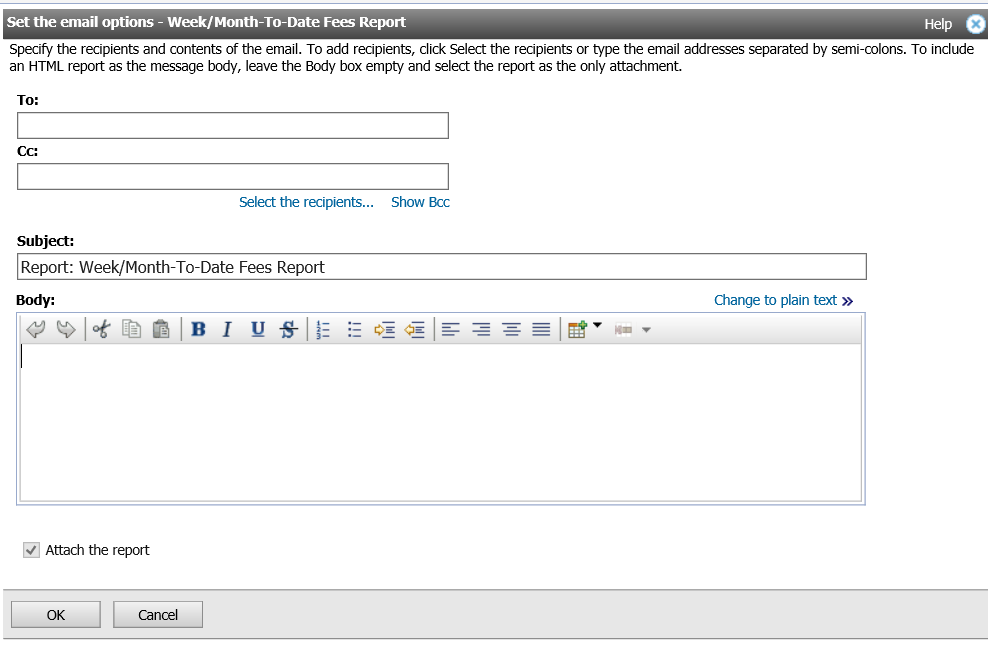 Set the email options - Week/Month-To-Date Fees Report
Help
Specify the recipients and contents of the email. To add recipients, click Select the recipients or type the email addresses separated by semi-colons. To include
an HTML report as the message body, leave the Body box empty and select the report as the only attachment.
To:
Cc:
Select the recipients... Show Bcc
Subject:
Report: Week/Month-To-Date Fees Report
Body:
Change to plain text »
B I U S
Attach the report
OK Cancel